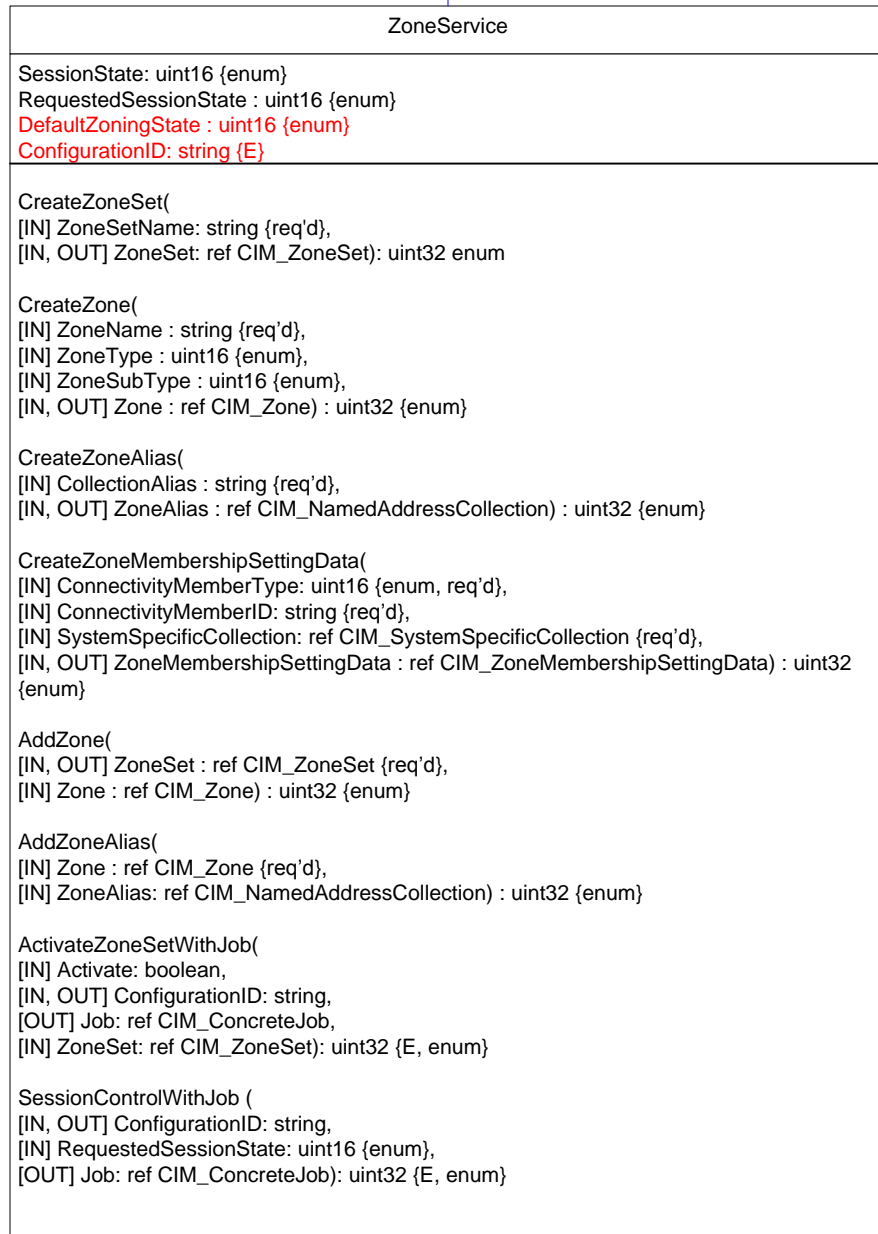 ZoneService
SessionState: uint16 {enum}
RequestedSessionState : uint16 {enum}
DefaultZoningState : uint16 {enum}
ConfigurationID: string {E}
CreateZoneSet(
[IN] ZoneSetName: string {req'd},
[IN, OUT] ZoneSet: ref CIM_ZoneSet): uint32 enum
CreateZone(
[IN] ZoneName : string {req’d},
[IN] ZoneType : uint16 {enum},
[IN] ZoneSubType : uint16 {enum},
[IN, OUT] Zone : ref CIM_Zone) : uint32 {enum}
CreateZoneAlias(
[IN] CollectionAlias : string {req’d},
[IN, OUT] ZoneAlias : ref CIM_NamedAddressCollection) : uint32 {enum}
CreateZoneMembershipSettingData(
[IN] ConnectivityMemberType: uint16 {enum, req’d},
[IN] ConnectivityMemberID: string {req’d},
[IN] SystemSpecificCollection: ref CIM_SystemSpecificCollection {req’d},
[IN, OUT] ZoneMembershipSettingData : ref CIM_ZoneMembershipSettingData) : uint32
{enum}
AddZone(
[IN, OUT] ZoneSet : ref CIM_ZoneSet {req’d},
[IN] Zone : ref CIM_Zone) : uint32 {enum}
AddZoneAlias(
[IN] Zone : ref CIM_Zone {req’d},
[IN] ZoneAlias: ref CIM_NamedAddressCollection) : uint32 {enum}
ActivateZoneSetWithJob(
[IN] Activate: boolean,
[IN, OUT] ConfigurationID: string,
[OUT] Job: ref CIM_ConcreteJob,
[IN] ZoneSet: ref CIM_ZoneSet): uint32 {E, enum}
SessionControlWithJob (
[IN, OUT] ConfigurationID: string,
[IN] RequestedSessionState: uint16 {enum},
[OUT] Job: ref CIM_ConcreteJob): uint32 {E, enum}